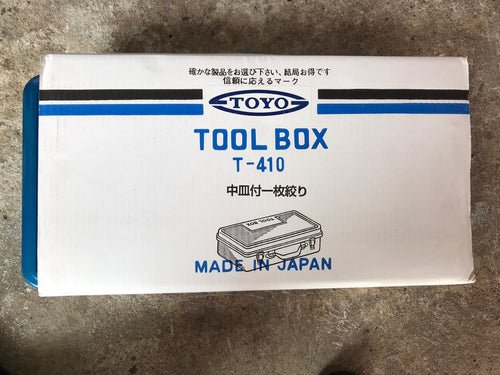 確かな製品をお選び下さい、結局お得です
信頼に応えるマーク
TOYO
TOOL BOX
T-410
中皿付一枚絞り
TOOL BOX
MADE IN JAPAN